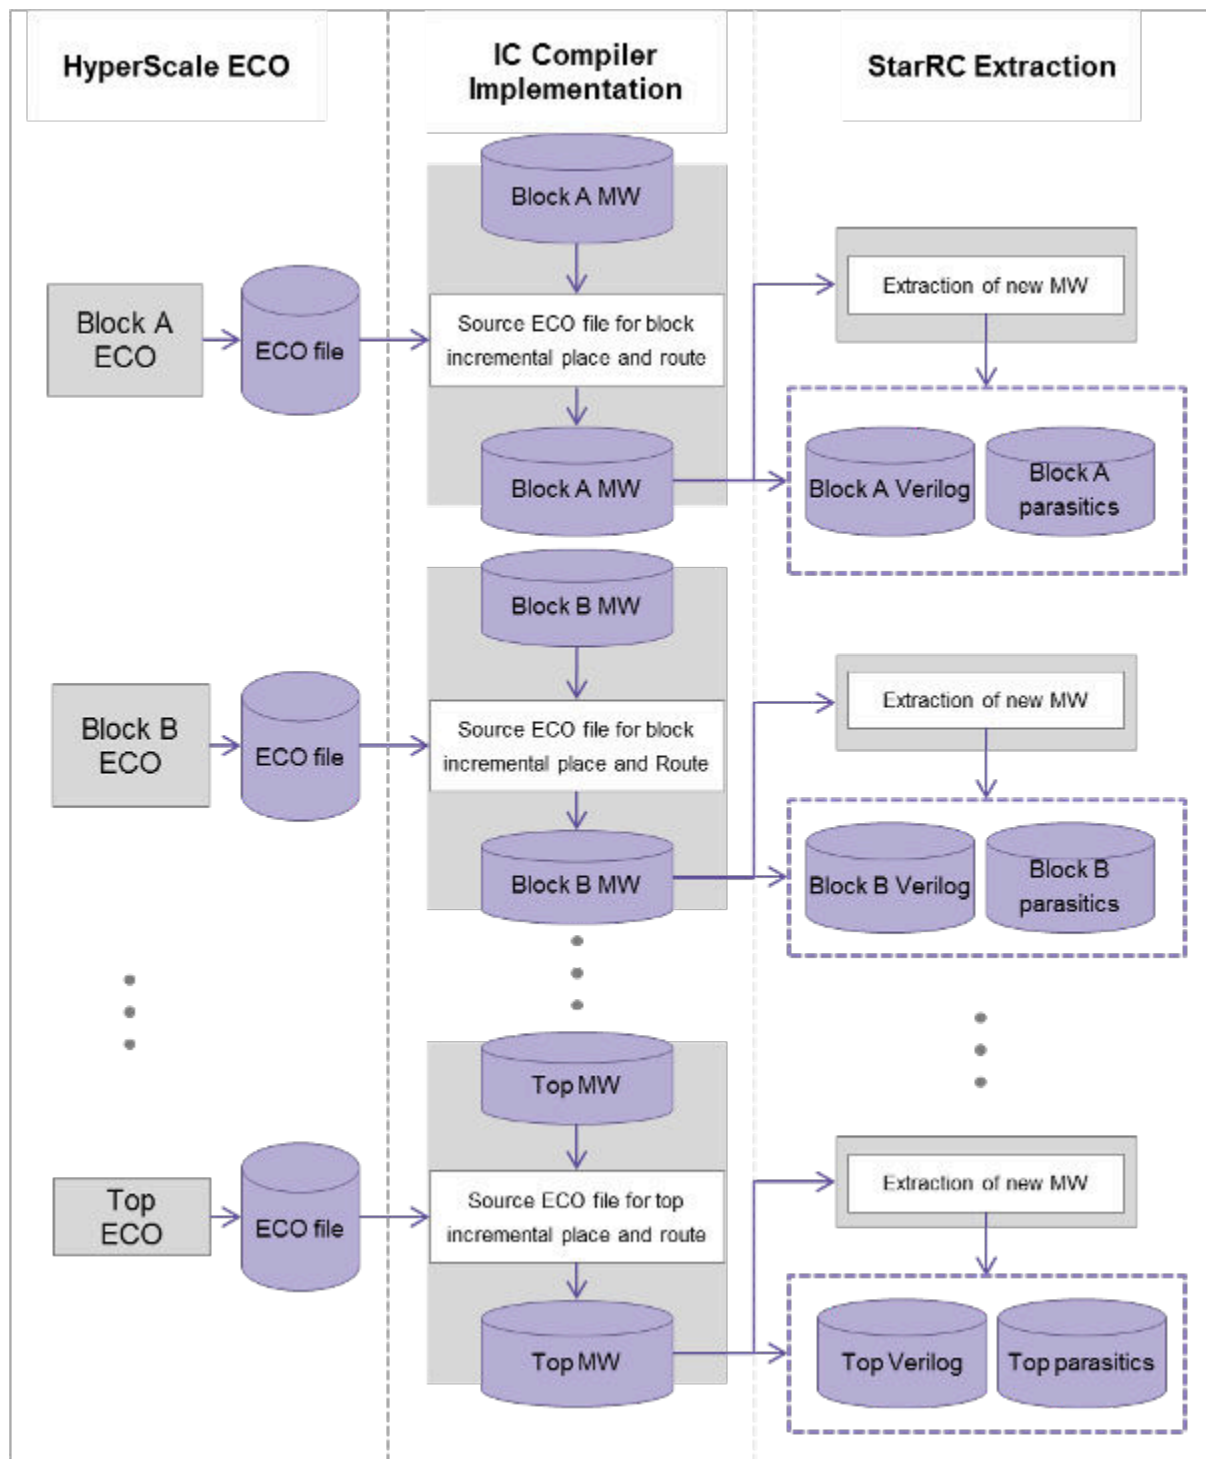 HyperScale ECO
IC Compiler
Implementation
StarRC Extraction
Block A MW
Block A
ECO
ECO file
Source ECO file for block
incremental place and route
Block A MW
Extraction of new MW
Block A Verilog
Block A
parasitics
Block B MW
Block B
ECO
ECO file
Source ECO file for block
incremental place and Route
Block B MW
Extraction of new MW
Block B Verilog
Block B
parasitics
Top MW
Top
ECO
ECO file
Source ECO file for top
incremental place and route
Top MW
Extraction of new MW
Top Verilog
Top parasitics